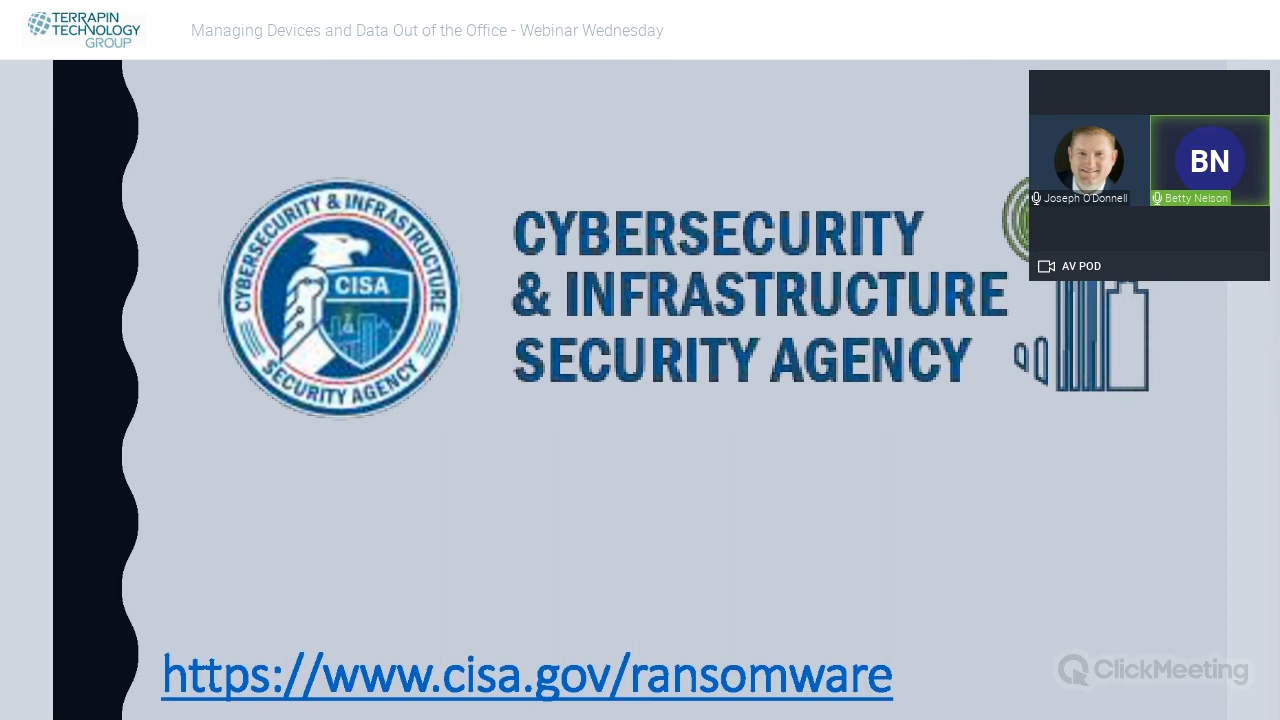 TERRAPIN
TECHNOLOGY
GROUP
Managing Devices and Data Out of the Office - Webinar Wednesday
BN
Joseph O'Donnell
Betty Nelson
AV POD
CYBERSECURITY & INFRASTRUCTURE
CISA
SECURITY AGENCY
CYBERSECURITY
& INFRASTRUCTURE
SECURITY AGENCY
https://www.cisa.gov/ransomware
ClickMeeting